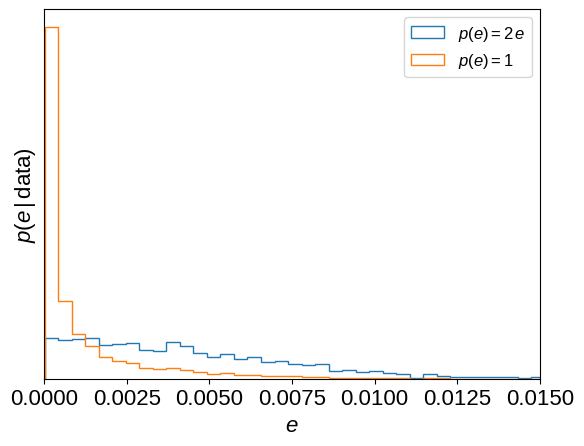 p(e) = 2e
p(e) = 1
p(e | data)
0.0000 0.0025 0.0050 0.0075 0.0100 0.0125 0.0150
e